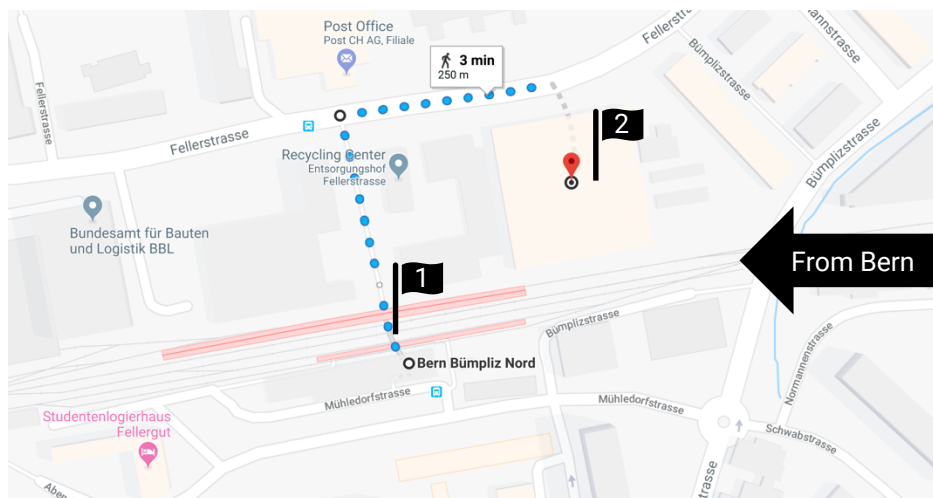 Post Office
Post CH AG, Filiale
3 min
250 m
Fellerstrasse
Fellerstrasse
Bümplizstrasse
Fellerstrasse
Recycling Center
Entsorgungshof
Fellerstrasse
2
Bümplizstrasse
Bundesamt für Bauten
und Logistik BBL
1
From Bern
Bümplizstrasse
Bern Bümpliz Nord
Normannenstrasse
Mühledorfstrasse
Mühledorfstrasse
Studentenlogierhaus
Fellergut
Schwabstrasse